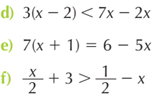 d) 3(x − 2) < 7x − 2x
e) 7(x + 1) = 6 − 5x
f) x/2 + 3 > 1/2 − x